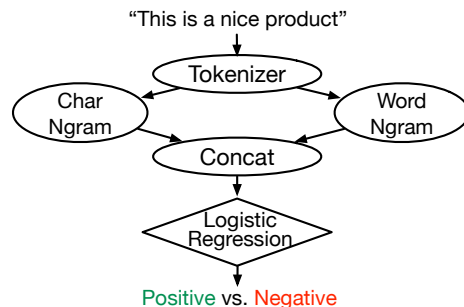 “This is a nice product”
Tokenizer
Char
Ngram
Word
Ngram
Concat
Logistic
Regression
Positive vs. Negative